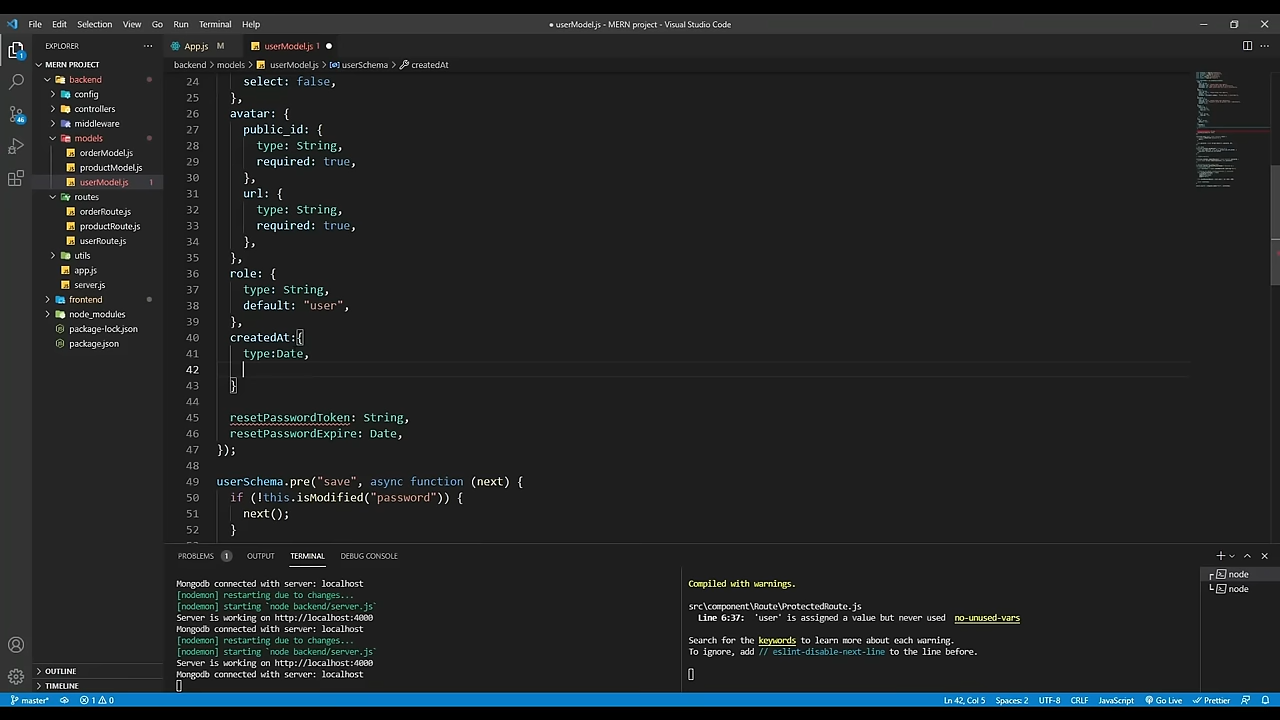 File Edit Selection View Go Run Terminal Help
● userModel.js - MERN project - Visual Studio Code
EXPLORER
MERN PROJECT
backend
config
controllers
middleware
models
orderModel.js
productModel.js
userModel.js 1
routes
orderRoute.js
productRoute.js
userRoute.js
utils
app.js
server.js
frontend
node_modules
package-lock.json
package.json
OUTLINE
TIMELINE
App.js M
userModel.js 1 ●
backend > models > userModel.js > userSchema > createdAt
24 select: false,
25 },
26 avatar: {
27 public_id: {
28 type: String,
29 required: true,
30 },
31 url: {
32 type: String,
33 required: true,
34 },
35 },
36 role: {
37 type: String,
38 default: "user",
39 },
40 createdAt:{
41 type:Date,
42
43 }
44
45 resetPasswordToken: String,
46 resetPasswordExpire: Date,
47 });
48
49 userSchema.pre("save", async function (next) {
50 if (!this.isModified("password")) {
51 next();
52 }
PROBLEMS 1 OUTPUT TERMINAL DEBUG CONSOLE
Mongodb connected with server: localhost
[nodemon] restarting due to changes...
[nodemon] starting `node backend/server.js`
Server is working on http://localhost:4000
Mongodb connected with server: localhost
[nodemon] restarting due to changes...
[nodemon] starting `node backend/server.js`
Server is working on http://localhost:4000
Mongodb connected with server: localhost
Compiled with warnings.
src\component\Route\ProtectedRoute.js
Line 6:37: 'user' is assigned a value but never used no-unused-vars
Search for the keywords to learn more about each warning.
To ignore, add // eslint-disable-next-line to the line before.
node
node
1
46
master* 1 0
Ln 42, Col 5 Spaces: 2 UTF-8 CRLF JavaScript Go Live Prettier